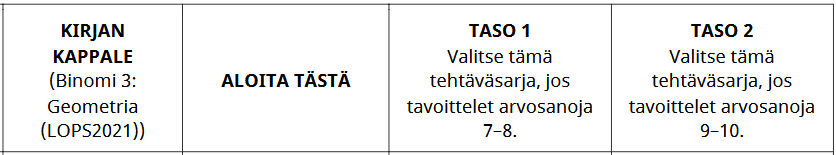 KIRJAN
KAPPALE
(Binomi 3:
Geometria
(LOPS2021))
ALOITA TÄSTÄ
TASO 1
Valitse tämä
tehtäväsarja, jos
tavoittelet arvosanoja
7–8.
TASO 2
Valitse tämä
tehtäväsarja, jos
tavoittelet arvosanoja
9–10.